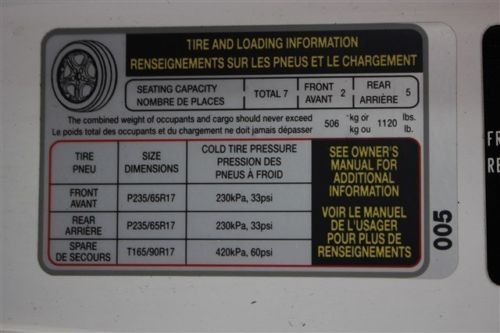 TIRE AND LOADING INFORMATION
RENSEIGNEMENTS SUR LES PNEUS ET LE CHARGEMENT
SEATING CAPACITY
NOMBRE DE PLACES
TOTAL 7
FRONT
AVANT 2
REAR
ARRIÈRE 5
The combined weight of occupants and cargo should never exceed
Le poids total des occupants et du chargement ne doit jamais dépasser
506 kg or 1120 lbs.
kg ou lb.
TIRE
PNEU
SIZE
DIMENSIONS
COLD TIRE PRESSURE
PRESSION DES
PNEUS À FROID
FRONT
AVANT
P235/65R17
230kPa, 33psi
REAR
ARRIÈRE
P235/65R17
230kPa, 33psi
SPARE
DE SECOURS
T165/90R17
420kPa, 60psi
SEE OWNER'S
MANUAL FOR
ADDITIONAL
INFORMATION
VOIR LE MANUEL
DE L'USAGER
POUR PLUS DE
RENSEIGNEMENTS
005